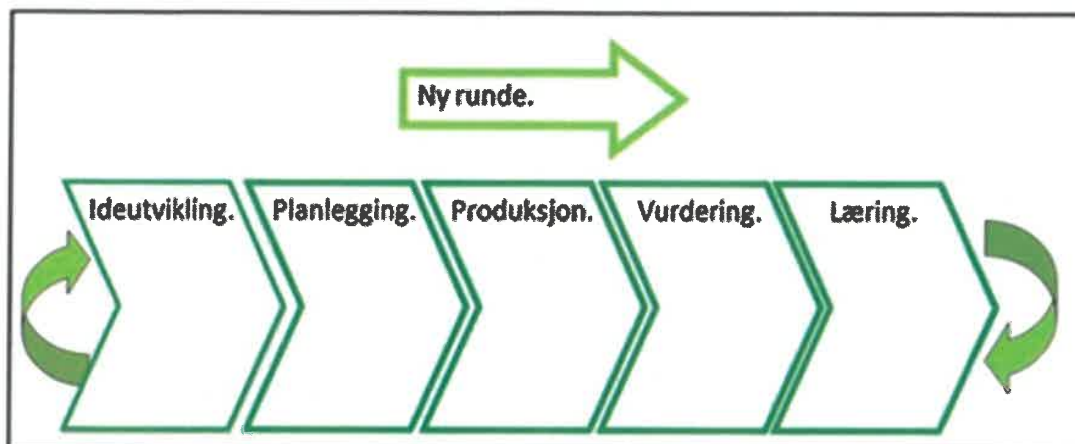 Ny runde.
Ideutvikling.
Planlegging.
Produksjon.
Vurdering.
Læring.